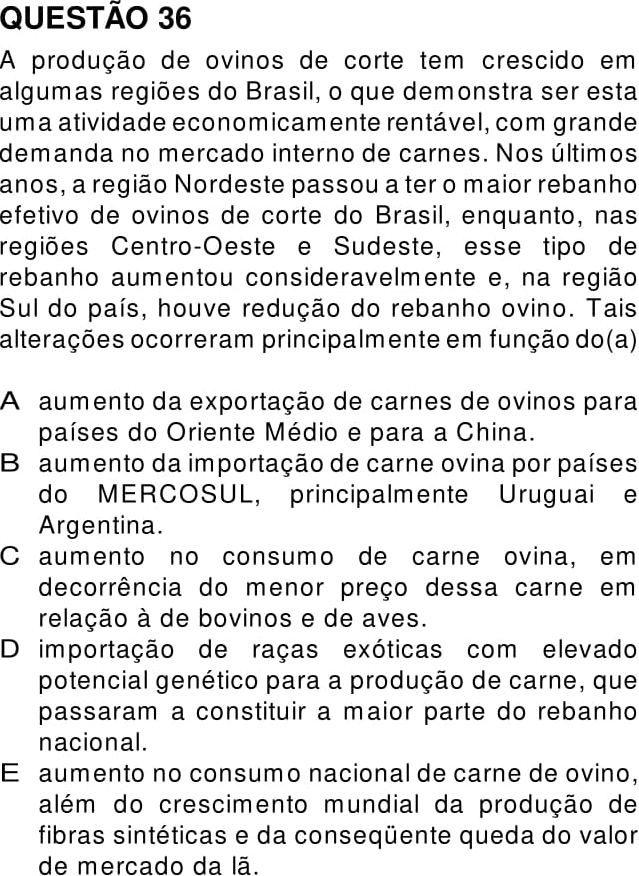 QUESTÃO 36
A produção de ovinos de corte tem crescido em
algumas regiões do Brasil, o que demonstra ser esta
uma atividade economicamente rentável, com grande
demanda no mercado interno de carnes. Nos últimos
anos, a região Nordeste passou a ter o maior rebanho
efetivo de ovinos de corte do Brasil, enquanto, nas
regiões Centro-Oeste e Sudeste, esse tipo de
rebanho aumentou consideravelmente e, na região
Sul do país, houve redução do rebanho ovino. Tais
alterações ocorreram principalmente em função do(a)
A aumento da exportação de carnes de ovinos para
países do Oriente Médio e para a China.
B aumento da importação de carne ovina por países
do MERCOSUL, principalmente Uruguai e
Argentina.
C aumento no consumo de carne ovina, em
decorrência do menor preço dessa carne em
relação à de bovinos e de aves.
D importação de raças exóticas com elevado
potencial genético para a produção de carne, que
passaram a constituir a maior parte do rebanho
nacional.
E aumento no consumo nacional de carne de ovino,
além do crescimento mundial da produção de
fibras sintéticas e da conseqüente queda do valor
de mercado da lã.